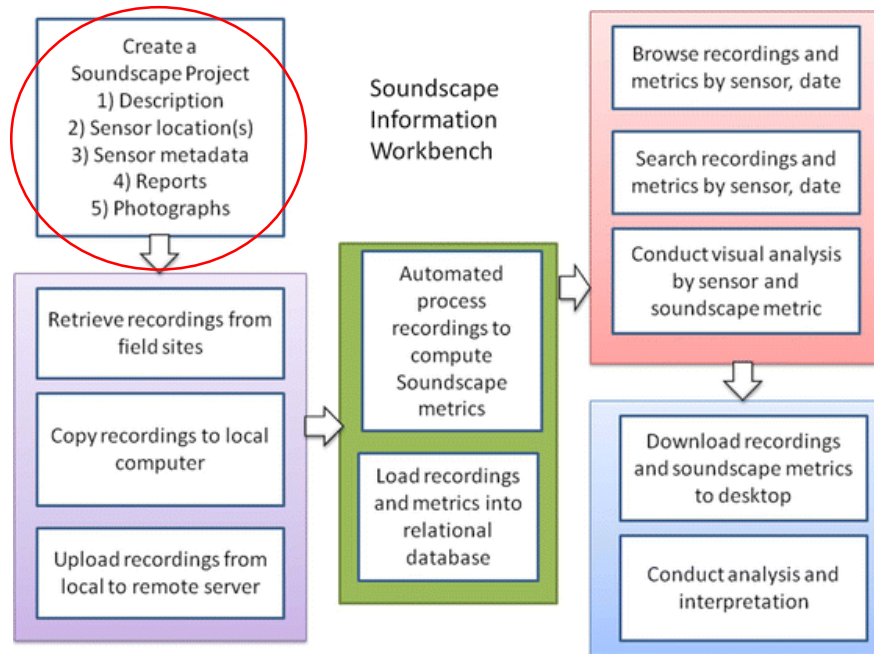 Create a
Soundscape Project
1) Description
2) Sensor location(s)
3) Sensor metadata
4) Reports
5) Photographs
Soundscape
Information
Workbench
Retrieve recordings from
field sites
Copy recordings to local
computer
Upload recordings from
local to remote server
Automated
process
recordings to
compute
Soundscape
metrics
Load recordings
and metrics into
relational
database
Browse recordings and
metrics by sensor, date
Search recordings and
metrics by sensor, date
Conduct visual analysis
by sensor and
soundscape metric
Download recordings
and soundscape metrics
to desktop
Conduct analysis and
interpretation